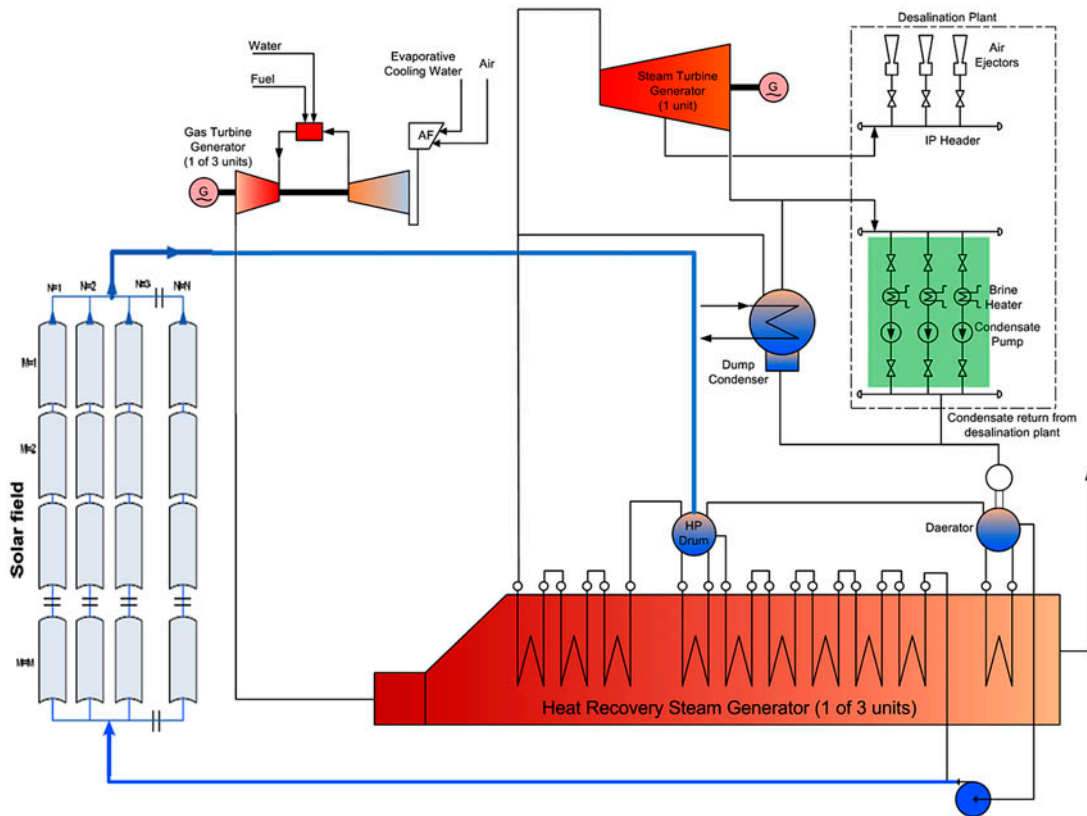 Desalination Plant
Water
Evaporative
Cooling Water
Air
Air
Ejectors
Fuel
Steam Turbine
Generator
(1 unit)
G
AF
Gas Turbine
Generator
(1 of 3 units)
IP Header
G
N=1
N=2
N=3
N=N
Brine
Heater
M=1
Condensate
Pump
Dump
Condenser
Condensate return from
desalination plant
M=2
Solar field
HP
Drum
Daerator
M=M
Heat Recovery Steam Generator (1 of 3 units)